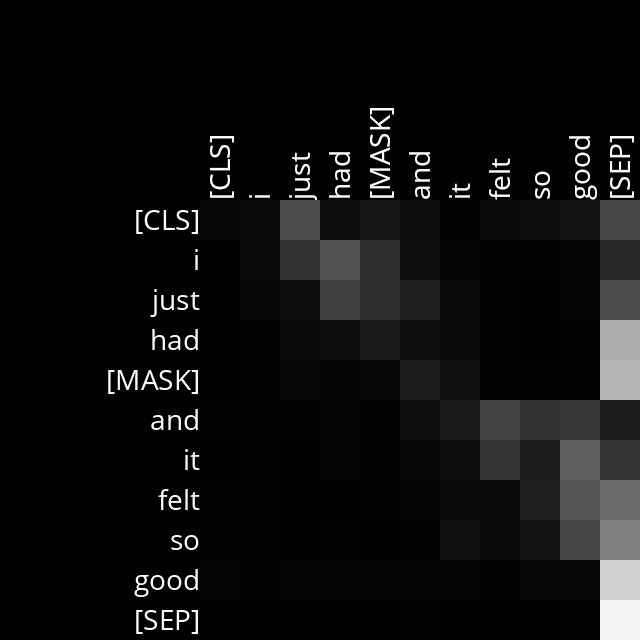 [CLS] i just had [MASK] and it felt so good [SEP]
[CLS]
i
just
had
[MASK]
and
it
felt
so
good
[SEP]